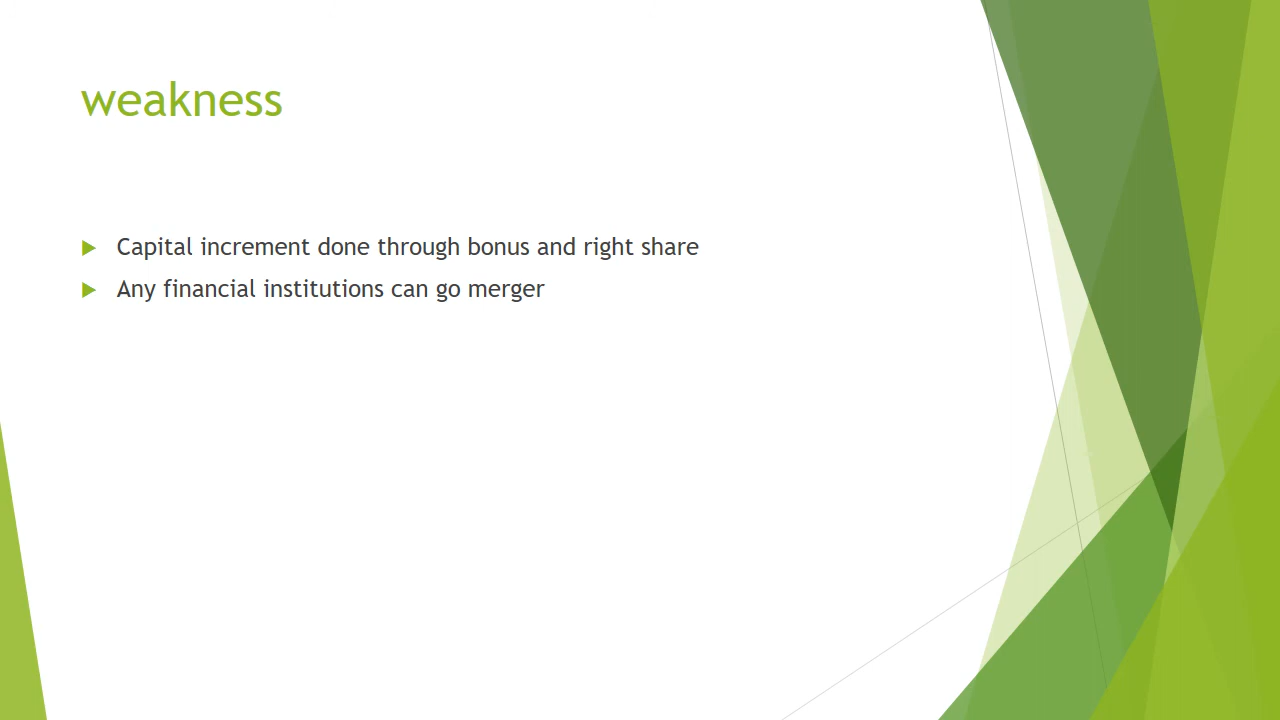 weakness
Capital increment done through bonus and right share
Any financial institutions can go merger